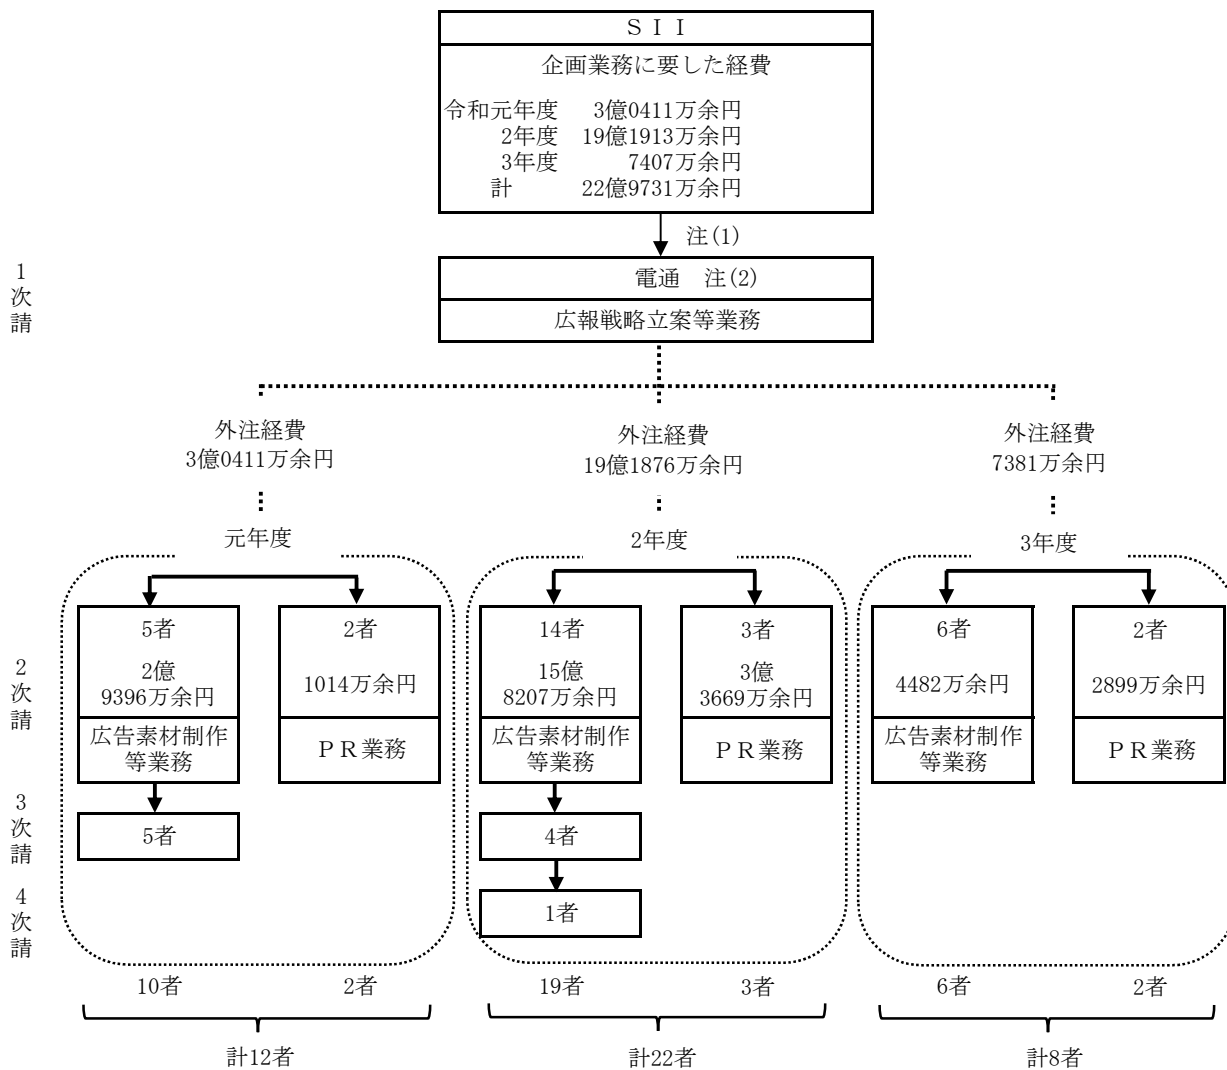 ＳＩＩ
企画業務に要した経費
令和元年度 3億0411万余円
2年度 19億1913万余円
3年度 7407万余円
計 22億9731万余円
注(1)
1次請
電通 注(2)
広報戦略立案等業務
外注経費
3億0411万余円
外注経費
19億1876万余円
外注経費
7381万余円
元年度
2年度
3年度
2次請
5者
2億
9396万余円
広告素材制作
等業務
2者
1014万余円
ＰＲ業務
14者
15億
8207万余円
広告素材制作
等業務
3者
3億
3669万余円
ＰＲ業務
6者
4482万余円
広告素材制作
等業務
2者
2899万余円
ＰＲ業務
3次請
5者
4者
4次請
1者
10者 2者 19者 3者 6者 2者
計12者 計22者 計8者